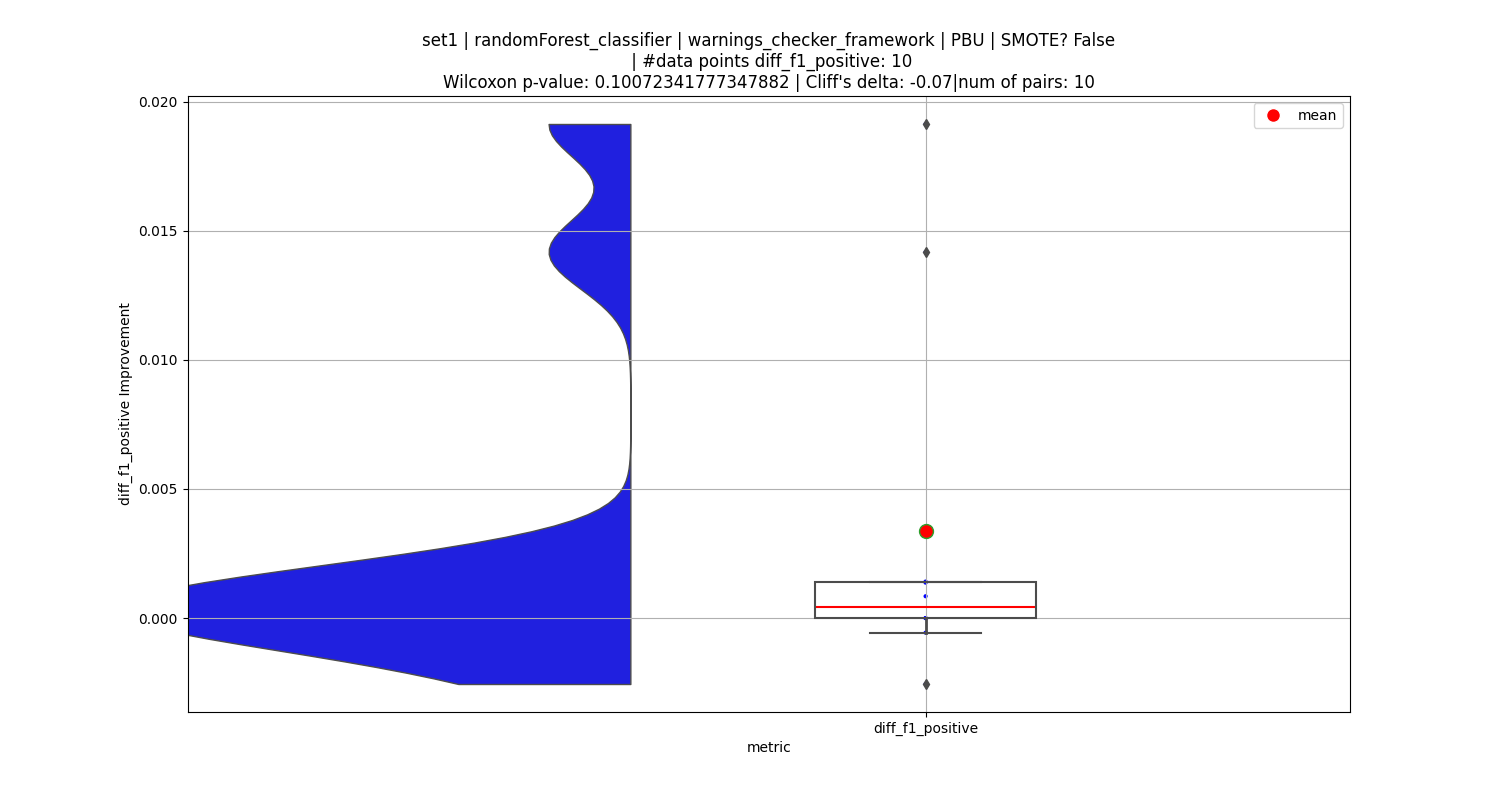 set1 | randomForest_classifier | warnings_checker_framework | PBU | SMOTE? False
| #data points diff_f1_positive: 10
Wilcoxon p-value: 0.10072341777347882 | Cliff's delta: -0.07|num of pairs: 10
mean
0.020
0.015
0.010
0.005
0.000
diff_f1_positive Improvement
diff_f1_positive
metric